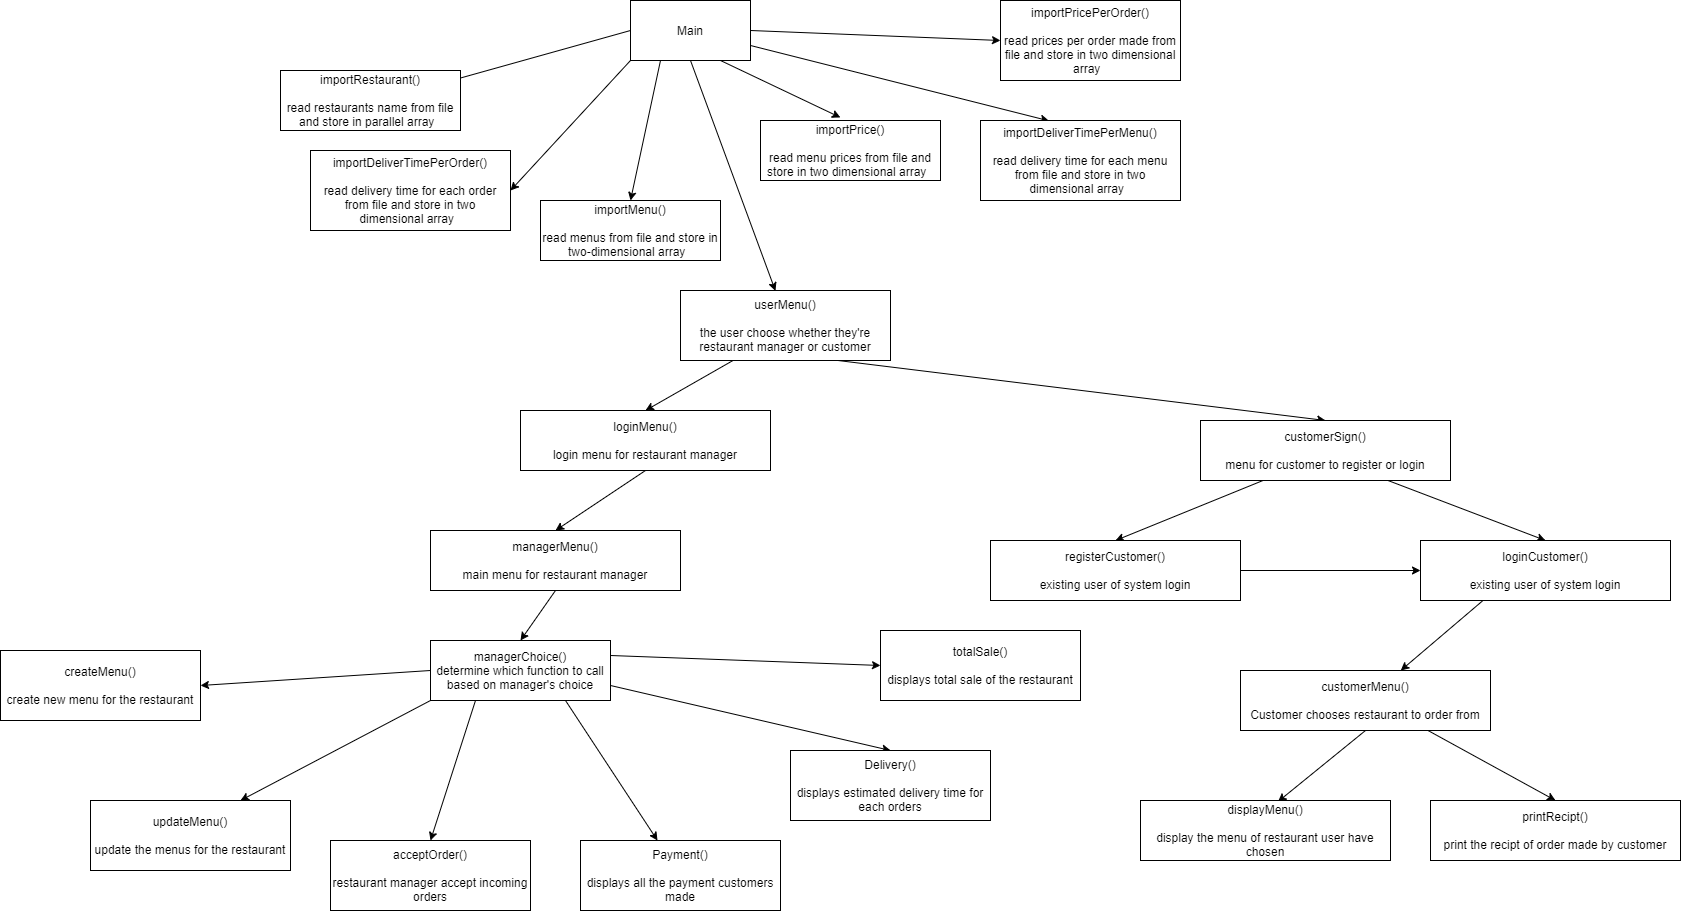 Main
importPricePerOrder()
read prices per order made from
file and store in two dimensional
array
importRestaurant()
read restaurants name from file
and store in parallel array
importDeliverTimePerOrder()
read delivery time for each order
from file and store in two
dimensional array
importMenu()
read menus from file and store in
two-dimensional array
importPrice()
read menu prices from file and
store in two dimensional array
importDeliverTimePerMenu()
read delivery time for each menu
from file and store in two
dimensional array
userMenu()
the user choose whether they're
restaurant manager or customer
loginMenu()
login menu for restaurant manager
customerSign()
menu for customer to register or login
managerMenu()
main menu for restaurant manager
registerCustomer()
existing user of system login
loginCustomer()
existing user of system login
managerChoice()
determine which function to call
based on manager's choice
totalSale()
displays total sale of the restaurant
createMenu()
create new menu for the restaurant
customerMenu()
Customer chooses restaurant to order from
Delivery()
displays estimated delivery time for
each orders
updateMenu()
update the menus for the restaurant
acceptOrder()
restaurant manager accept incoming
orders
Payment()
displays all the payment customers
made
displayMenu()
display the menu of restaurant user have
chosen
printRecipt()
print the recipt of order made by customer